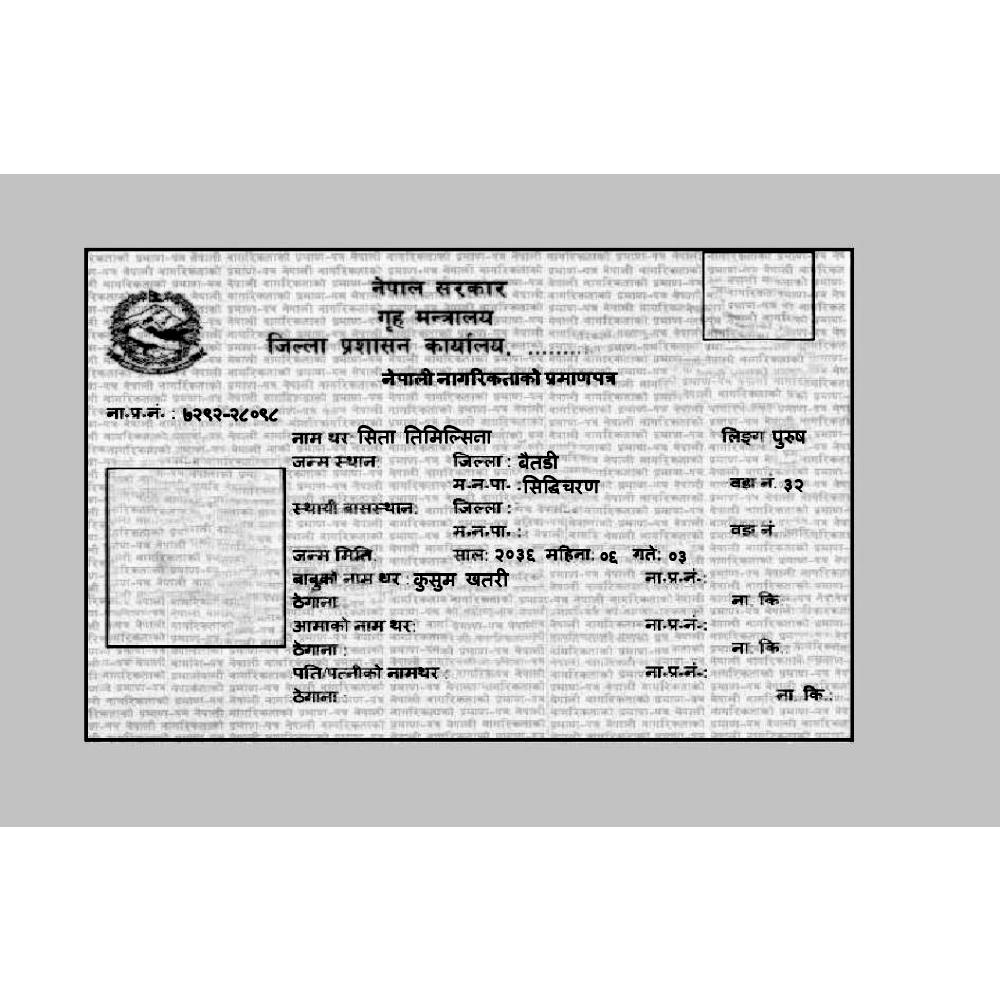 नेपाल सरकार
गृह मन्त्रालय
जिल्ला प्रशासन कार्यालय, .........
नेपाली नागरिकताको प्रमाणपत्र
ना.प्र.नं. : ७२९२-२८०९८
नाम थर सिता तिमिल्सिना लिङ्ग पुरुष
जन्म स्थान: जिल्ला : बैतडी
म.न.पा. : सिद्धिचरण वडा नं. ३२
स्थायी बासस्थान: जिल्ला :
म.न.पा. : वडा नं.
जन्म मिति साल: २०३६ महिना: ०६ गते: ०३
बाबुको नाम थर : कुसुम खतरी ना.प्र.नं.:
ठेगाना ना. कि.
आमाको नाम थर: ना.प्र.नं.:
ठेगाना : ना. कि.:
पति/पत्नीको नामथर : ना.प्र.नं.:
ठेगाना : ना. कि.: